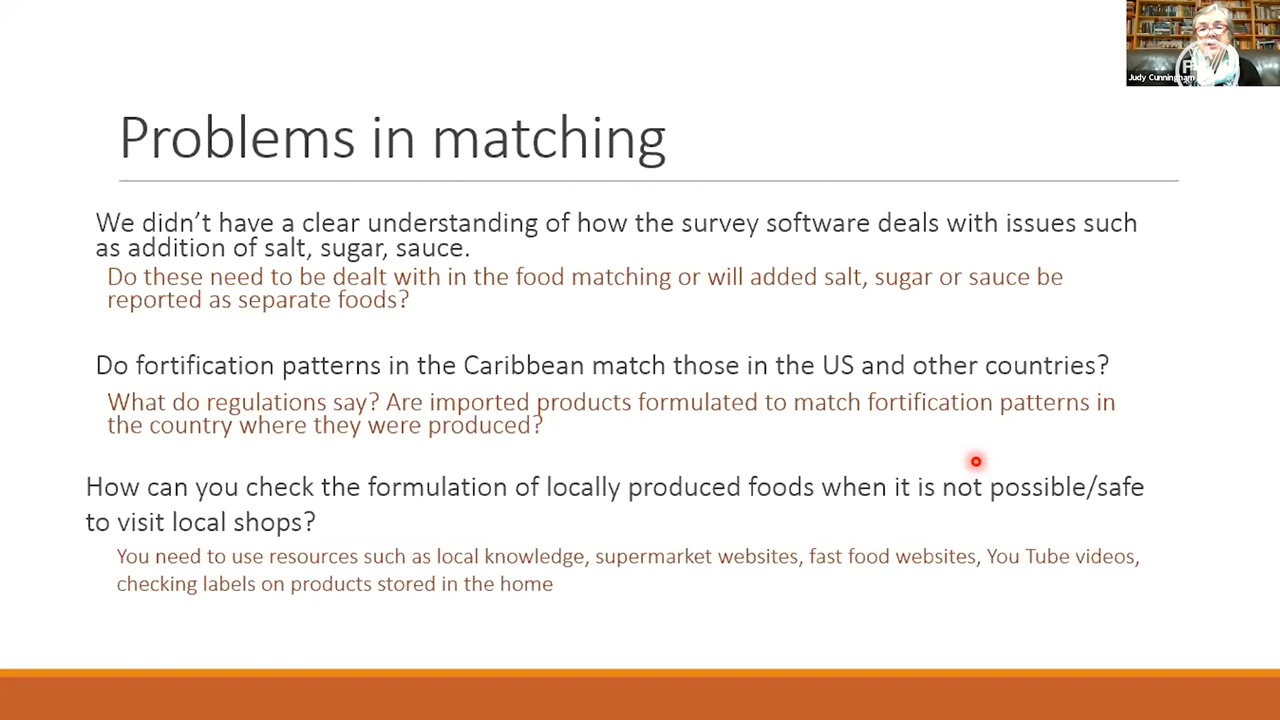 Judy Cunningham
Problems in matching
We didn’t have a clear understanding of how the survey software deals with issues such
as addition of salt, sugar, sauce.
Do these need to be dealt with in the food matching or will added salt, sugar or sauce be
reported as separate foods?
Do fortification patterns in the Caribbean match those in the US and other countries?
What do regulations say? Are imported products formulated to match fortification patterns in
the country where they were produced?
How can you check the formulation of locally produced foods when it is not possible/safe
to visit local shops?
You need to use resources such as local knowledge, supermarket websites, fast food websites, You Tube videos,
checking labels on products stored in the home